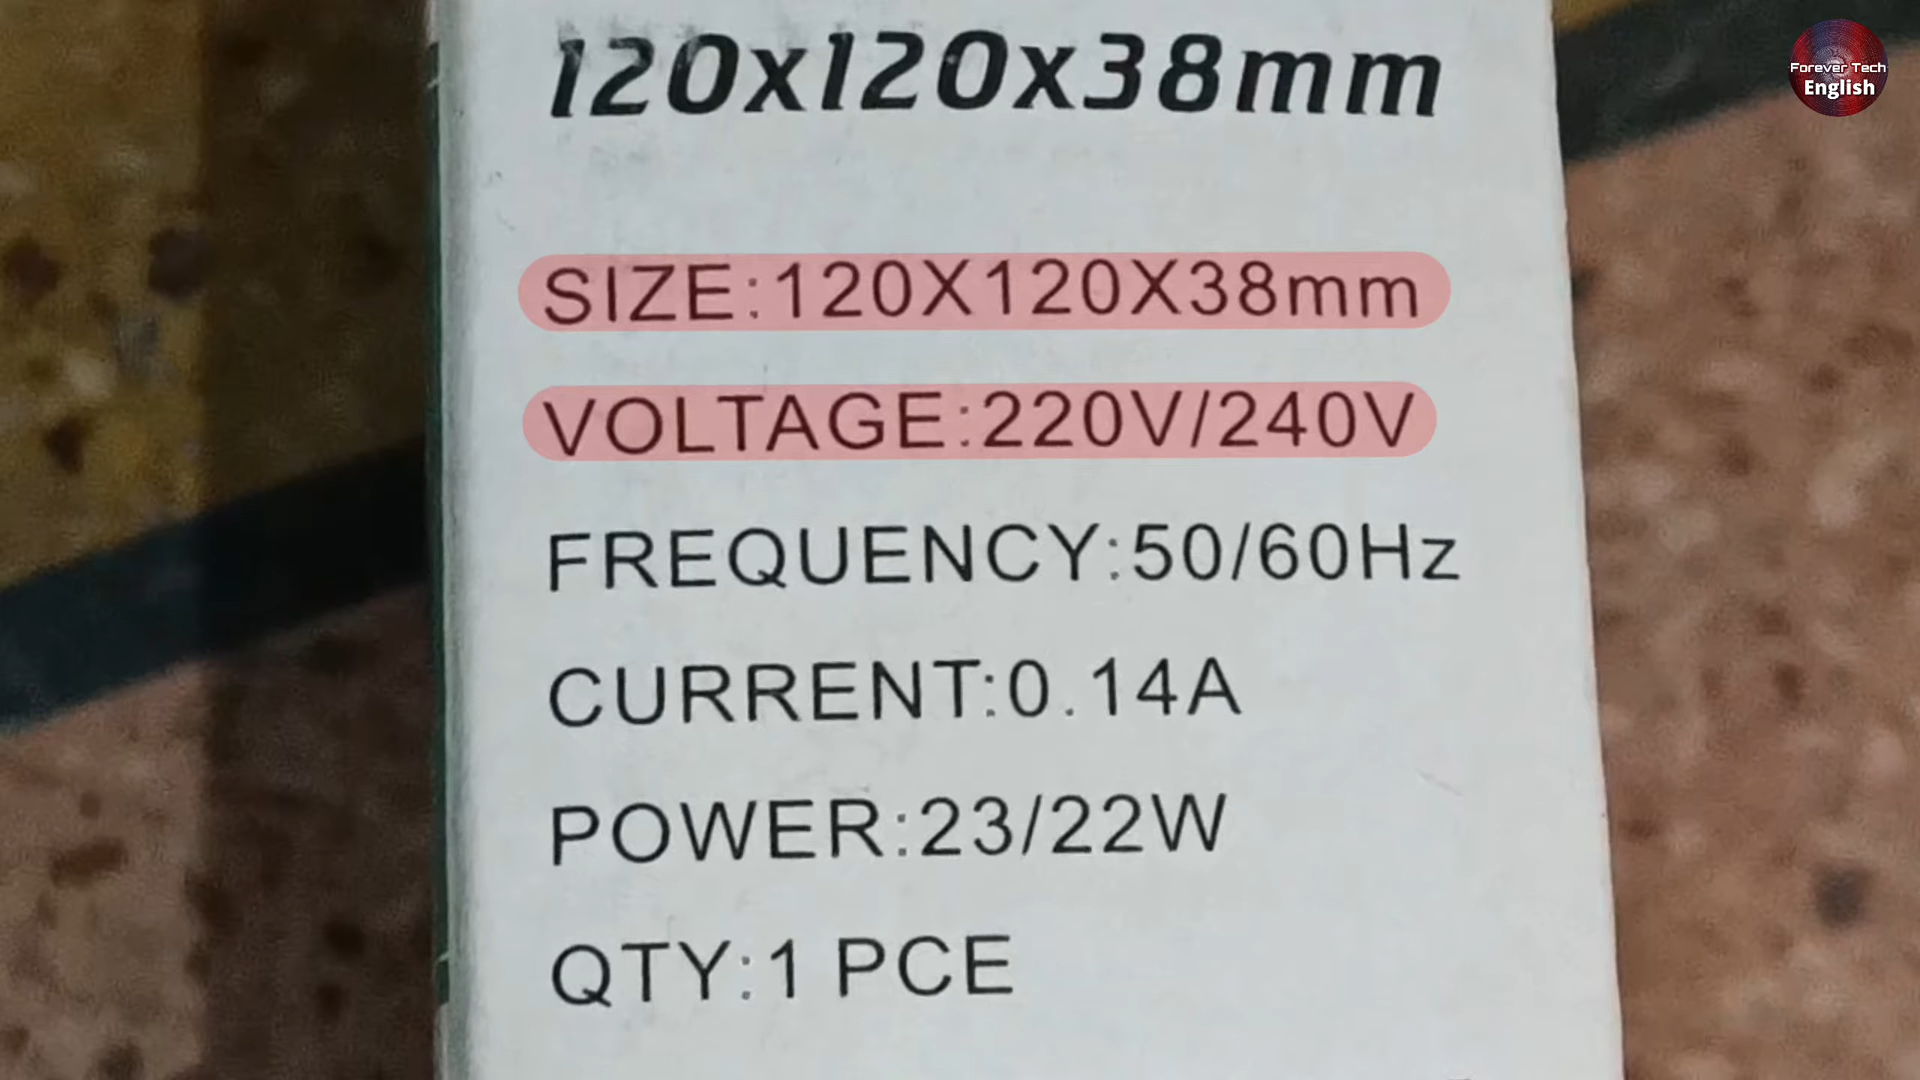 120x120x38mm
Forever Tech
English
SIZE:120X120X38mm
VOLTAGE:220V/240V
FREQUENCY:50/60Hz
CURRENT:0.14A
POWER:23/22W
QTY:1 PCE